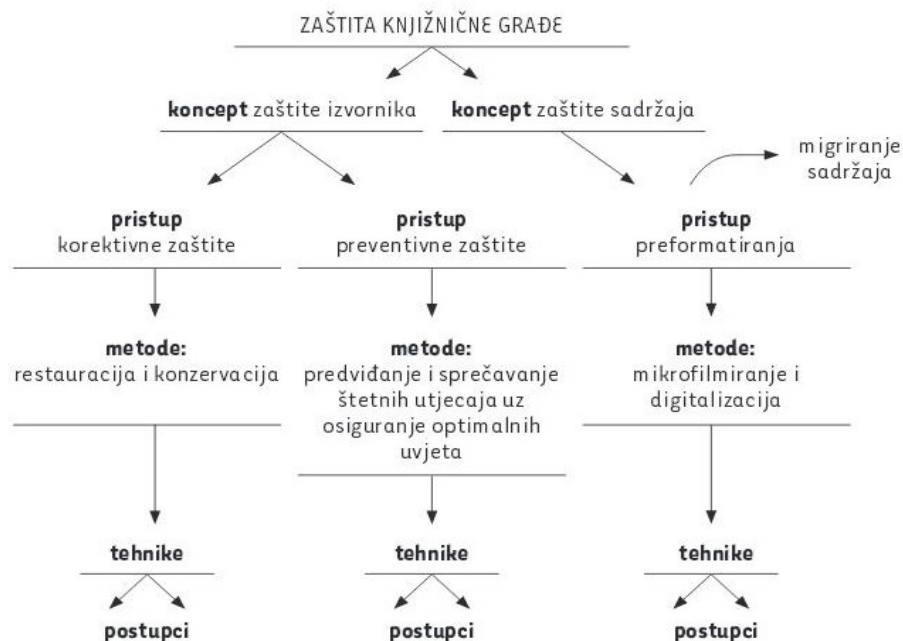 ZAŠTITA KNJIŽNIČNE GRAĐE
koncept zaštite izvornika
koncept zaštite sadržaja
migriranje
sadržaja
pristup
korektivne zaštite
pristup
preventivne zaštite
pristup
preformatiranja
metode:
restauracija i konzervacija
metode:
predviđanje i sprečavanje
štetnih utjecaja uz
osiguranje optimalnih
uvjeta
metode:
mikrofilmiranje i
digitalizacija
tehnike
tehnike
tehnike
postupci
postupci
postupci